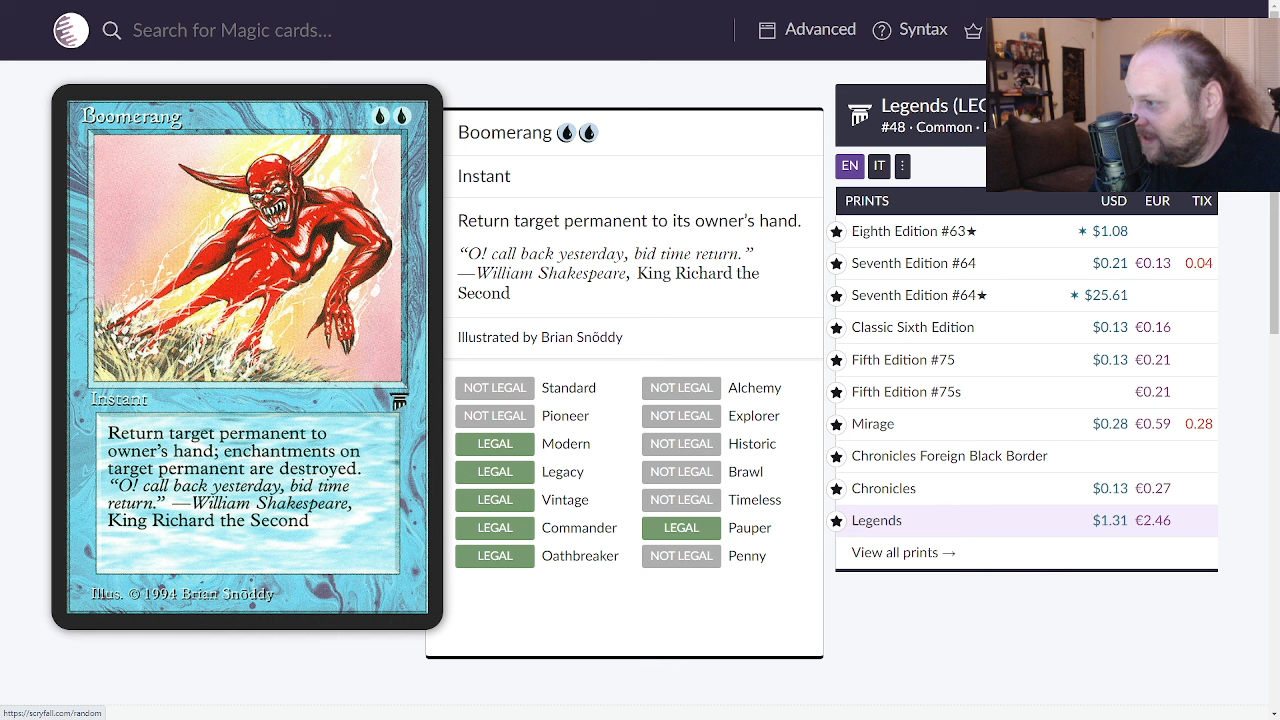 Search for Magic cards...
Advanced
Syntax
Boomerang
Instant
Return target permanent to
owner's hand; enchantments on
target permanent are destroyed.
"O! call back yesterday, bid time
return." —William Shakespeare,
King Richard the Second
Illus. © 1994 Brian Snöddy
Boomerang
Instant
Return target permanent to its owner's hand.
“O! call back yesterday, bid time return.”
—William Shakespeare, King Richard the
Second
Illustrated by Brian Snöddy
NOT LEGAL Standard NOT LEGAL Alchemy
NOT LEGAL Pioneer NOT LEGAL Explorer
LEGAL Modern NOT LEGAL Historic
LEGAL Legacy NOT LEGAL Brawl
LEGAL Vintage NOT LEGAL Timeless
LEGAL Commander LEGAL Pauper
LEGAL Oathbreaker NOT LEGAL Penny
Legends (LE
#48 · Common ·
EN IT
PRINTS USD EUR TIX
Eighth Edition #63★ ✶ $1.08
Seventh Edition #64 $0.21 €0.13 0.04
Seventh Edition #64★ ✶ $25.61
Classic Sixth Edition $0.13 €0.16
Fifth Edition #75 $0.13 €0.21
Fifth Edition #75s €0.21
Mirage $0.28 €0.59 0.28
Chronicles Foreign Black Border
Chronicles $0.13 €0.27
Legends $1.31 €2.46
View all prints →
https://scryfall.com/random